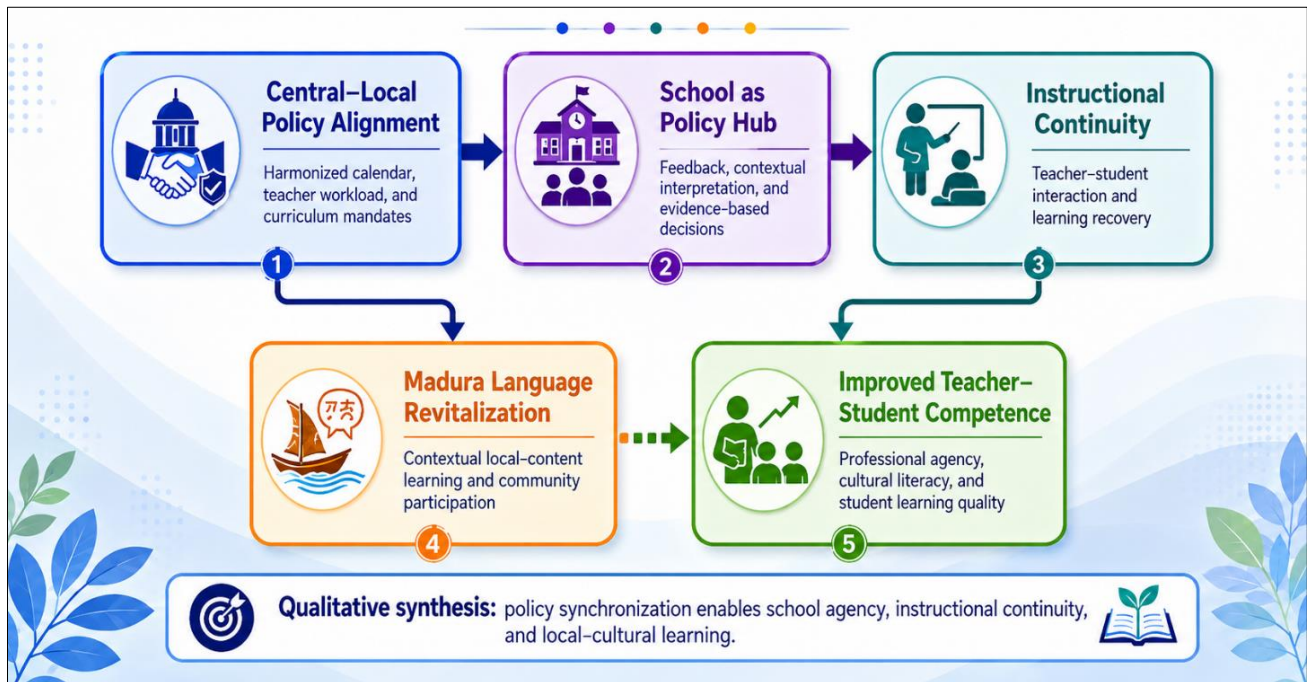 Central–Local
Policy Alignment
Harmonized calendar,
teacher workload, and
curriculum mandates
1
School as
Policy Hub
Feedback, contextual
interpretation, and
evidence-based
decisions
2
Instructional
Continuity
Teacher–student
interaction and
learning recovery
3
Madura Language
Revitalization
Contextual local-content
learning and community
participation
4
Improved Teacher–
Student Competence
Professional agency,
cultural literacy, and
student learning quality
5
Qualitative synthesis: policy synchronization enables school agency, instructional continuity,
and local-cultural learning.